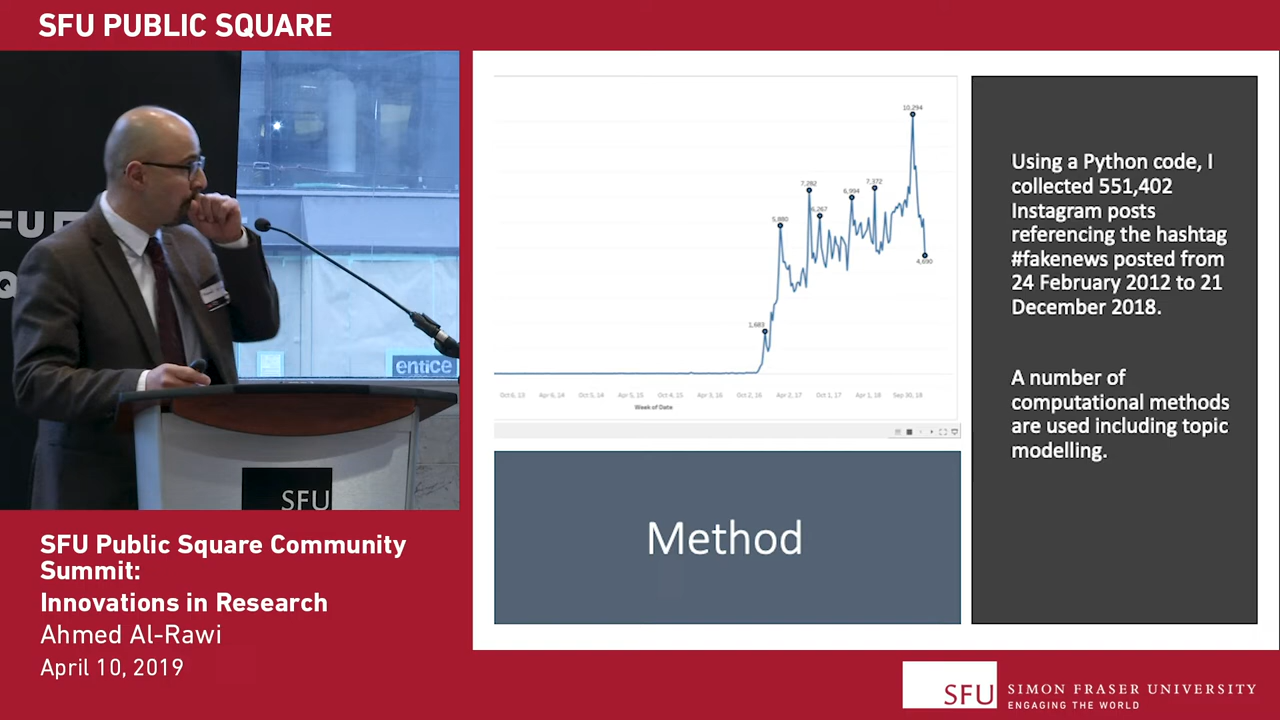 SFU PUBLIC SQUARE
FU
Q
entice
SFU
SFU Public Square Community
Summit:
Innovations in Research
Ahmed Al-Rawi
April 10, 2019
10,294
7,282
7,372
6,994
6,267
5,880
4,690
1,683
Oct 6, 13 Apr 6, 14 Oct 5, 14 Apr 5, 15 Oct 4, 15 Apr 3, 16 Oct 2, 16 Apr 2, 17 Oct 1, 17 Apr 1, 18 Sep 30, 18
Week of Date
Method
Using a Python code, I
collected 551,402
Instagram posts
referencing the hashtag
#fakenews posted from
24 February 2012 to 21
December 2018.
A number of
computational methods
are used including topic
modelling.
SFU SIMON FRASER UNIVERSITY
ENGAGING THE WORLD